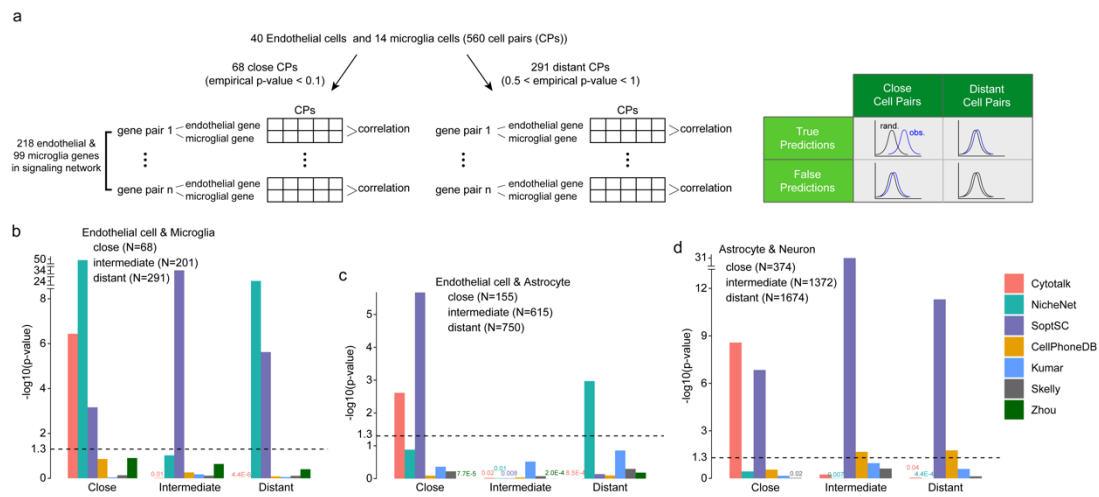 a
40 Endothelial cells and 14 microglia cells (560 cell pairs (CPs))
68 close CPs
(empirical p-value < 0.1)
291 distant CPs
(0.5 < empirical p-value < 1)
CPs
CPs
218 endothelial &
99 microglia genes
in signaling network
gene pair 1
endothelial gene
microglial gene
correlation
gene pair n
endothelial gene
microglial gene
correlation
gene pair 1
endothelial gene
microglial gene
correlation
gene pair n
endothelial gene
microglial gene
correlation
Close
Cell Pairs
Distant
Cell Pairs
True
Predictions
rand.
obs.
False
Predictions
b
Endothelial cell & Microglia
close (N=68)
intermediate (N=201)
distant (N=291)
-log10(p-value)
50
34
24
8
6
4
2
1.3
0
0.01
4.4E-6
Close
Intermediate
Distant
c
Endothelial cell & Astrocyte
close (N=155)
intermediate (N=615)
distant (N=750)
-log10(p-value)
5
4
3
2
1.3
0
7.7E-5
0.02
0.01
0.008
2.0E-4
8.5E-4
Close
Intermediate
Distant
d
Astrocyte & Neuron
close (N=374)
intermediate (N=1372)
distant (N=1674)
-log10(p-value)
31
12
9
6
3
1.3
0
0.02
0.007
0.04
4.4E-4
Close
Intermediate
Distant
Cytotalk
NicheNet
SoptSC
CellPhoneDB
Kumar
Skelly
Zhou